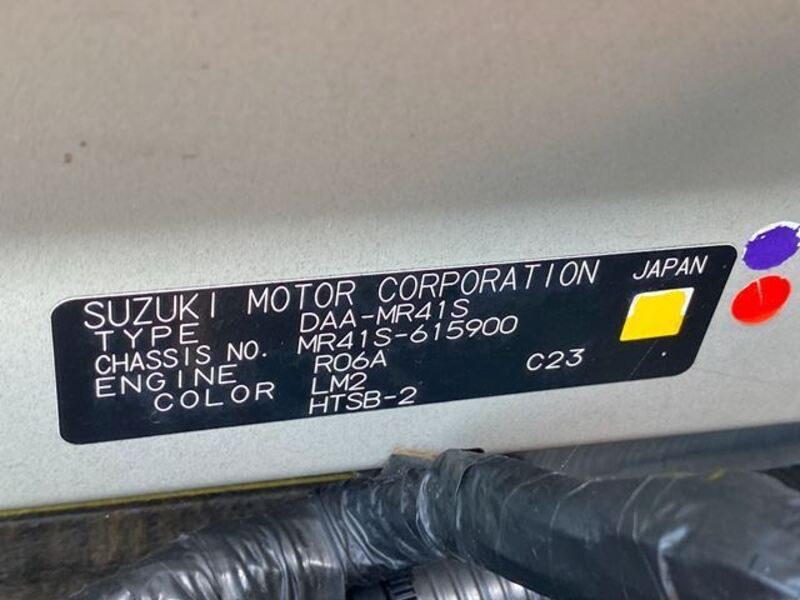 SUZUKI MOTOR CORPORATION JAPAN
TYPE DAA-MR41S
CHASSIS NO. MR41S-615900
ENGINE R06A C23
COLOR LM2
HTSB-2